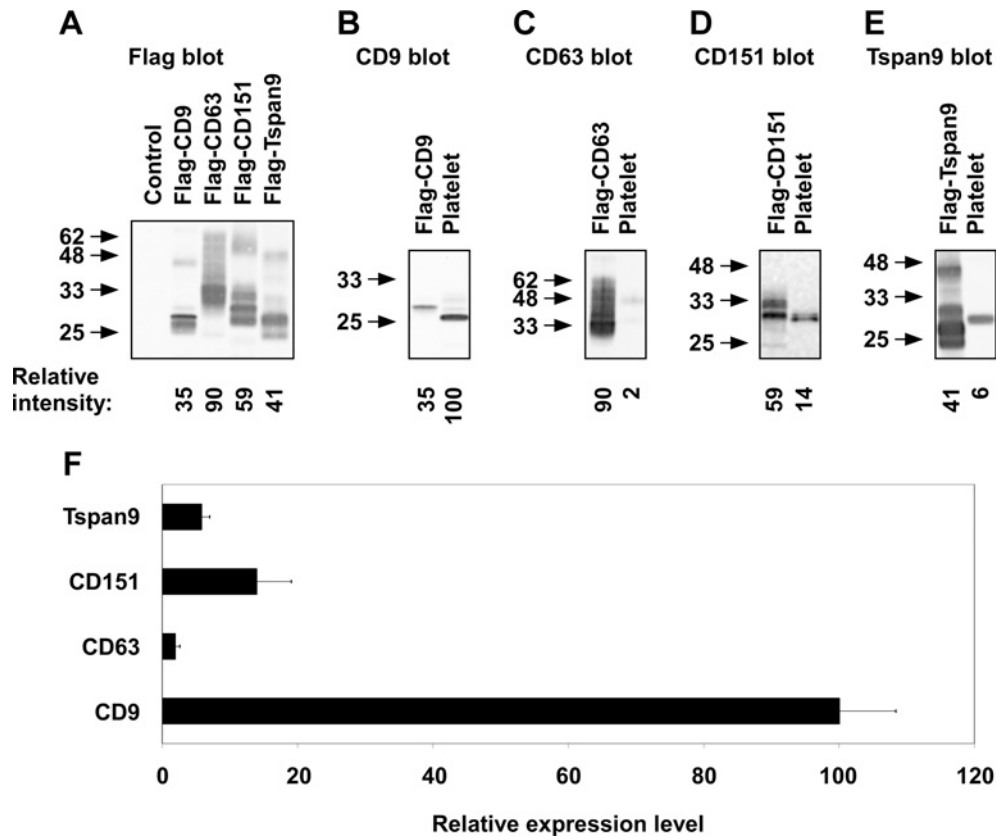 A
Flag blot
Control
Flag-CD9
Flag-CD63
Flag-CD151
Flag-Tspan9
62
48
33
25
Relative intensity:
35 90 59 41
B
CD9 blot
Flag-CD9
Platelet
33
25
35 100
C
CD63 blot
Flag-CD63
Platelet
62
48
33
90 2
D
CD151 blot
Flag-CD151
Platelet
48
33
25
59 14
E
Tspan9 blot
Flag-Tspan9
Platelet
48
33
25
41 6
F
Tspan9
CD151
CD63
CD9
0 20 40 60 80 100 120
Relative expression level